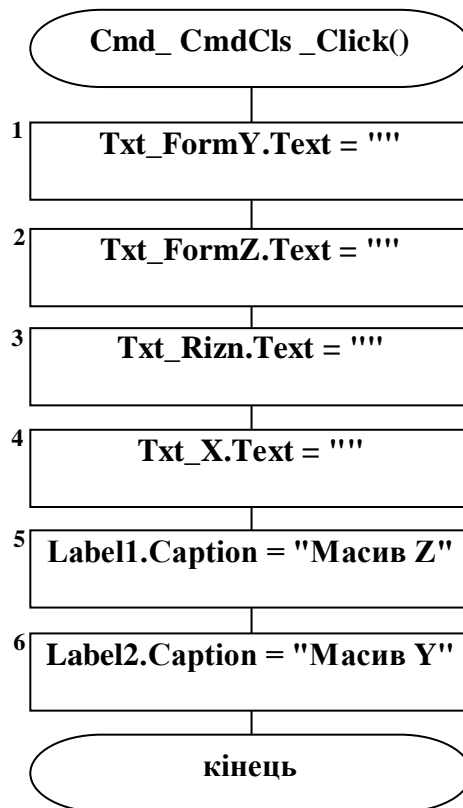 Cmd_ CmdCls _Click()
1
Txt_FormY.Text = ""
2
Txt_FormZ.Text = ""
3
Txt_Rizn.Text = ""
4
Txt_X.Text = ""
5
Label1.Caption = "Масив Z"
6
Label2.Caption = "Масив Y"
кінець